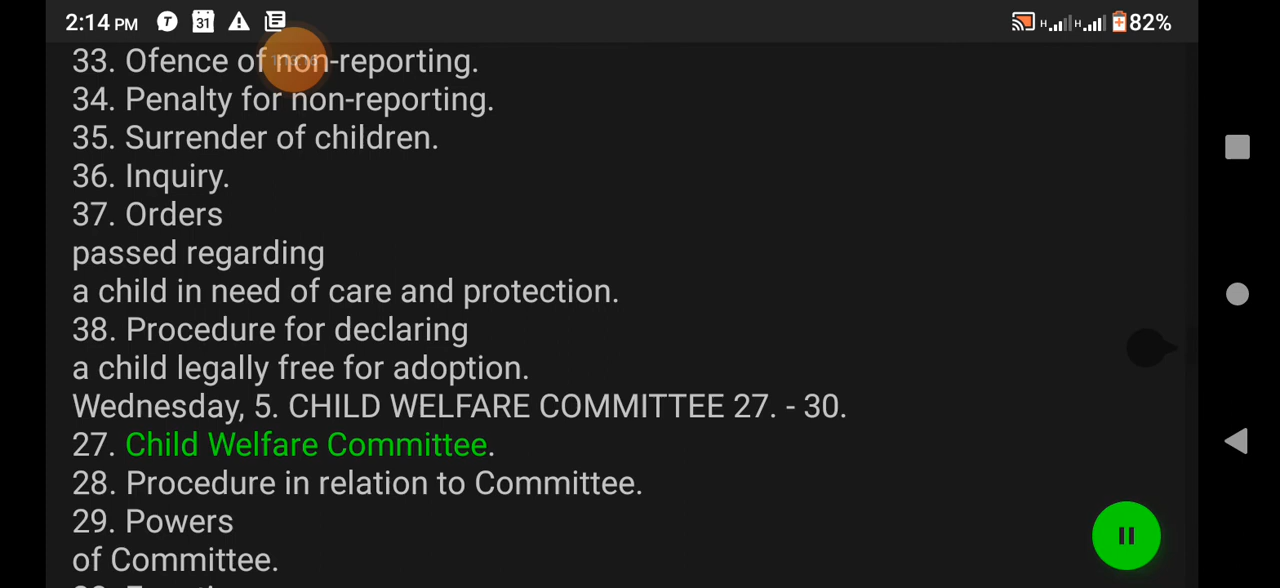 2:14 PM T 31 H H 82%
33. Ofence of non-reporting.
34. Penalty for non-reporting.
35. Surrender of children.
36. Inquiry.
37. Orders
passed regarding
a child in need of care and protection.
38. Procedure for declaring
a child legally free for adoption.
Wednesday, 5. CHILD WELFARE COMMITTEE 27. - 30.
27. Child Welfare Committee.
28. Procedure in relation to Committee.
29. Powers
of Committee.